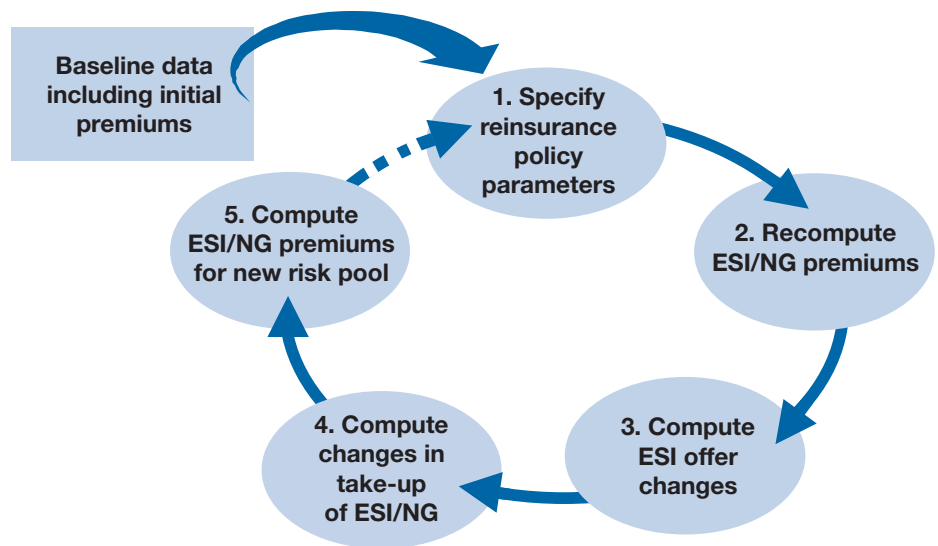 Baseline data
including initial
premiums
1. Specify
reinsurance
policy
parameters
2. Recompute
ESI/NG premiums
3. Compute
ESI offer
changes
4. Compute
changes in
take-up
of ESI/NG
5. Compute
ESI/NG premiums
for new risk pool